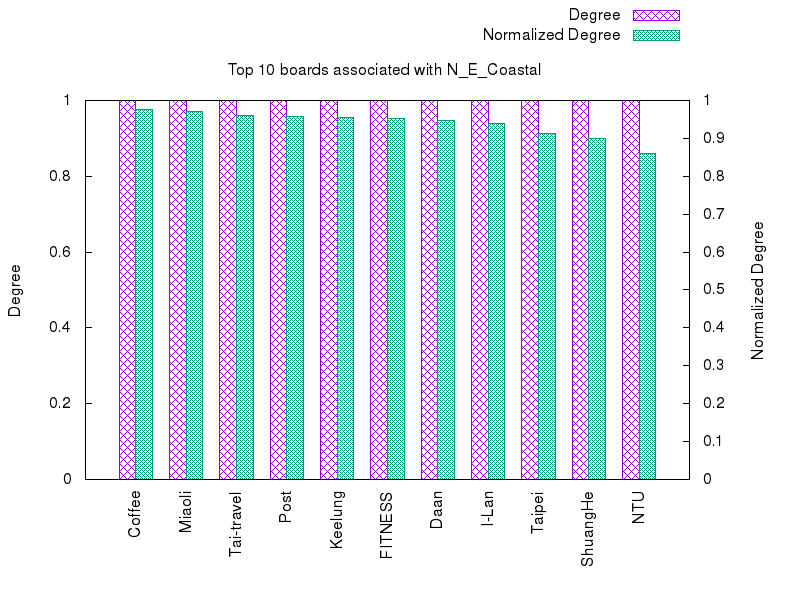 Degree
Normalized Degree
Top 10 boards associated with N_E_Coastal
1
0.8
0.6
0.4
0.2
0
Degree
1
0.9
0.8
0.7
0.6
0.5
0.4
0.3
0.2
0.1
0
Normalized Degree
Coffee
Miaoli
Tai-travel
Post
Keelung
FITNESS
Daan
I-Lan
Taipei
ShuangHe
NTU